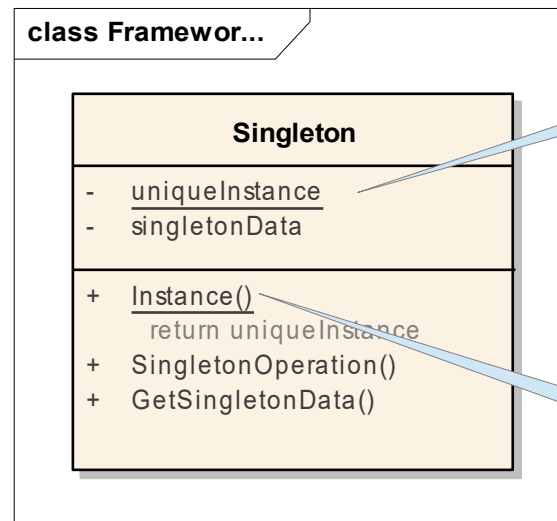 class Framewor...
Singleton
- uniqueInstance
- singletonData
+ Instance()
return uniqueInstance
+ SingletonOperation()
+ GetSingletonData()